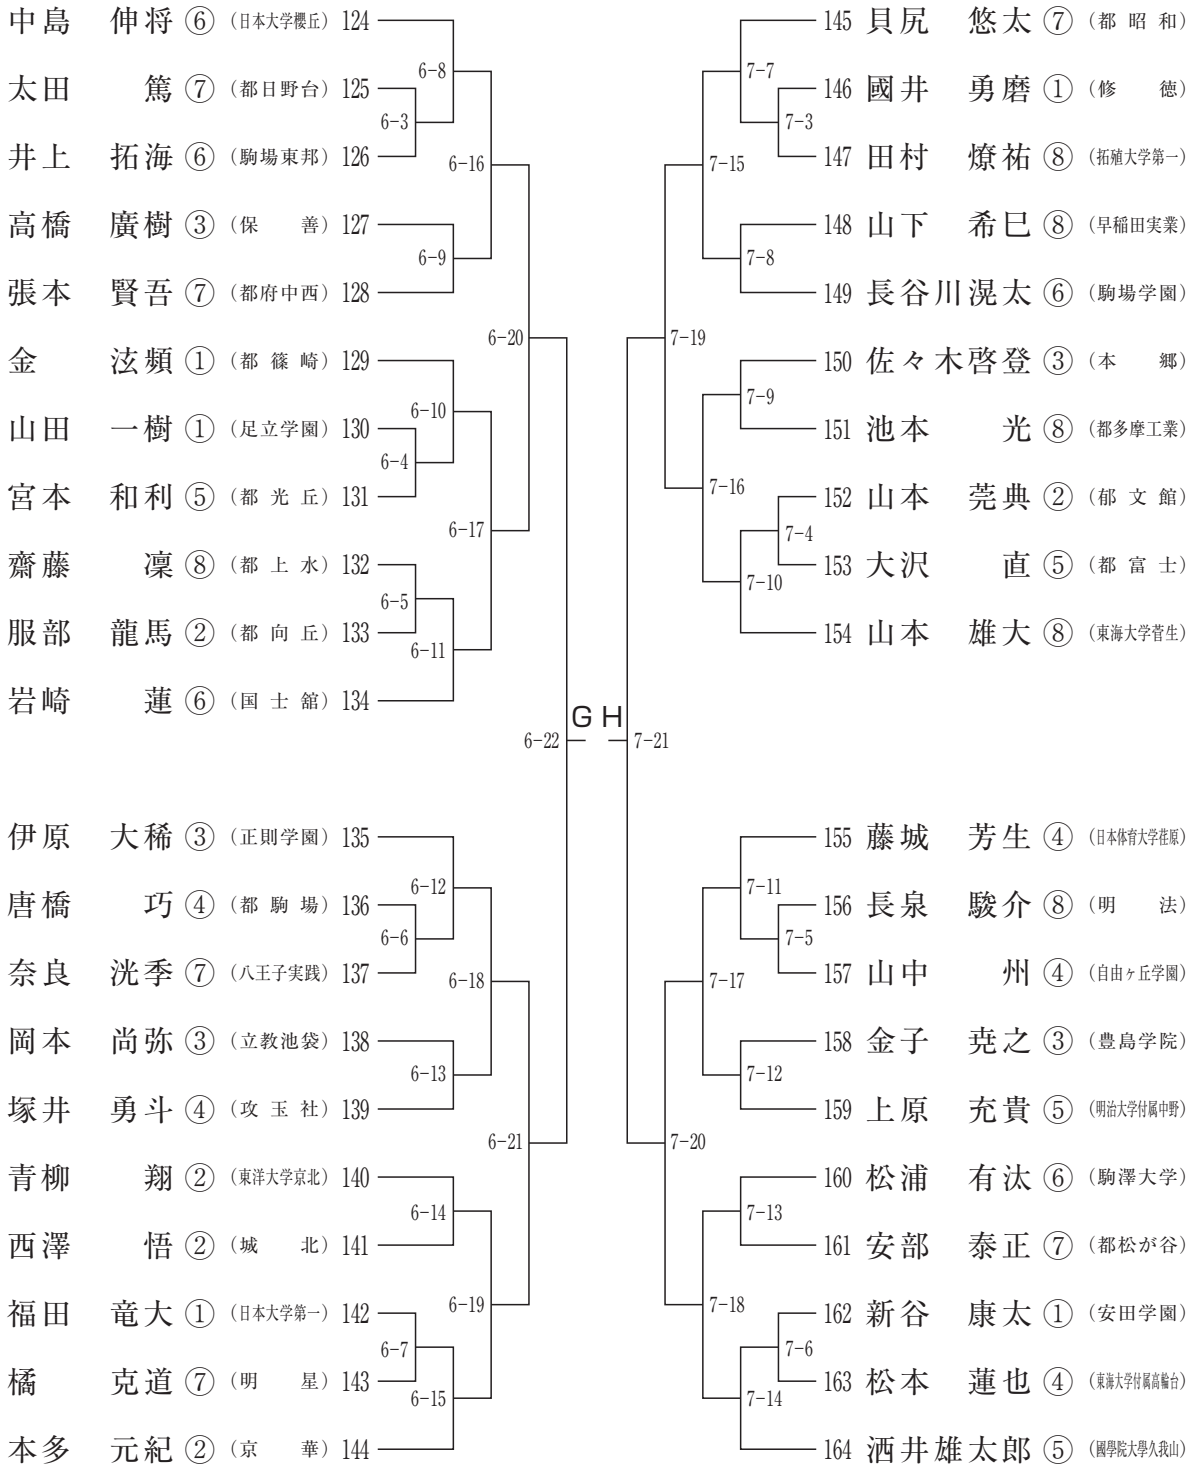 中島 伸将 ⑥ (日本大学櫻丘) 124
太田 篤 ⑦ (都日野台) 125
井上 拓海 ⑥ (駒場東邦) 126
高橋 廣樹 ③ (保善) 127
張本 賢吾 ⑦ (都府中西) 128
金 泫頻 ① (都篠崎) 129
山田 一樹 ① (足立学園) 130
宮本 和利 ⑤ (都光丘) 131
齋藤 凜 ⑧ (都上水) 132
服部 龍馬 ② (都向丘) 133
岩崎 蓮 ⑥ (国士舘) 134
6-8
6-3
6-16
6-9
6-20
6-10
6-4
6-17
6-5
6-11
6-22
G
伊原 大稀 ③ (正則学園) 135
唐橋 巧 ④ (都駒場) 136
奈良 洸季 ⑦ (八王子実践) 137
岡本 尚弥 ③ (立教池袋) 138
塚井 勇斗 ④ (攻玉社) 139
青柳 翔 ② (東洋大学京北) 140
西澤 悟 ② (城北) 141
福田 竜大 ① (日本大学第一) 142
橘 克道 ⑦ (明星) 143
本多 元紀 ② (京華) 144
6-12
6-6
6-18
6-13
6-21
6-14
6-19
6-7
6-15
145 貝尻 悠太 ⑦ (都昭和)
146 國井 勇磨 ① (修徳)
147 田村 燎祐 ⑧ (拓殖大学第一)
148 山下 希巳 ⑧ (早稲田実業)
149 長谷川滉太 ⑥ (駒場学園)
150 佐々木啓登 ③ (本郷)
151 池本 光 ⑧ (都多摩工業)
152 山本 莞典 ② (郁文館)
153 大沢 直 ⑤ (都富士)
154 山本 雄大 ⑧ (東海大学菅生)
7-7
7-3
7-15
7-8
7-19
7-9
7-16
7-4
7-10
H
7-21
155 藤城 芳生 ④ (日本体育大学荏原)
156 長泉 駿介 ⑧ (明法)
157 山中 州 ④ (自由ヶ丘学園)
158 金子 尭之 ③ (豊島学院)
159 上原 充貴 ⑤ (明治大学付属中野)
160 松浦 有汰 ⑥ (駒澤大学)
161 安部 泰正 ⑦ (都松が谷)
162 新谷 康太 ① (安田学園)
163 松本 蓮也 ④ (東海大学付属高輪台)
164 酒井雄太郎 ⑤ (國學院大學久我山)
7-11
7-5
7-17
7-12
7-20
7-13
7-18
7-6
7-14